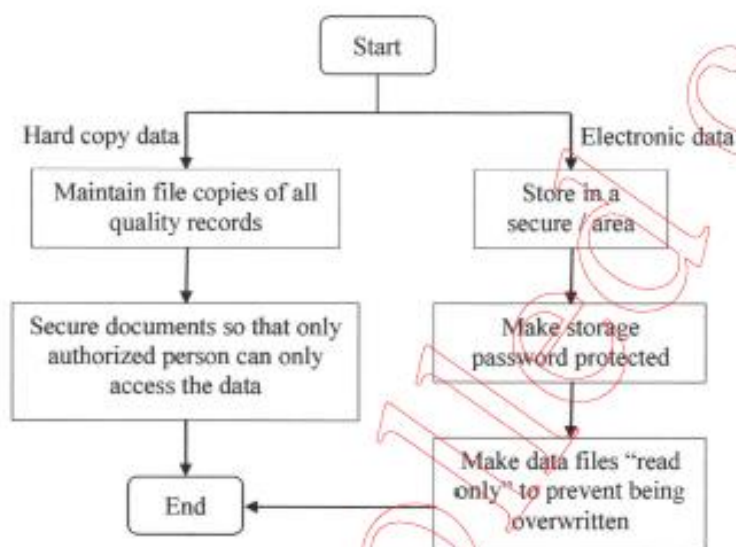 Start
Hard copy data
Electronic data
Maintain file copies of all
quality records
Store in a
secure / area
Secure documents so that only
authorized person can only
access the data
Make storage
password protected
Make data files “read
only” to prevent being
overwritten
End